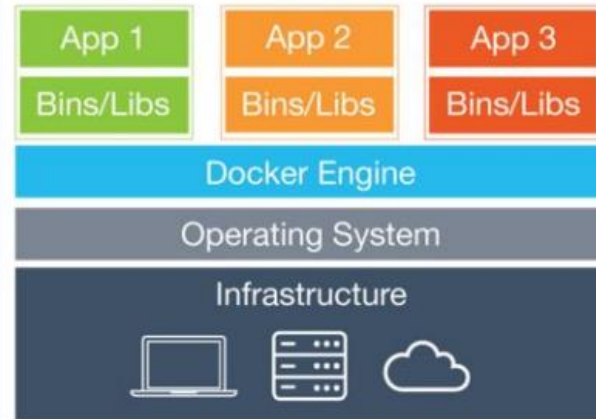 App 1
App 2
App 3
Bins/Libs
Bins/Libs
Bins/Libs
Docker Engine
Operating System
Infrastructure